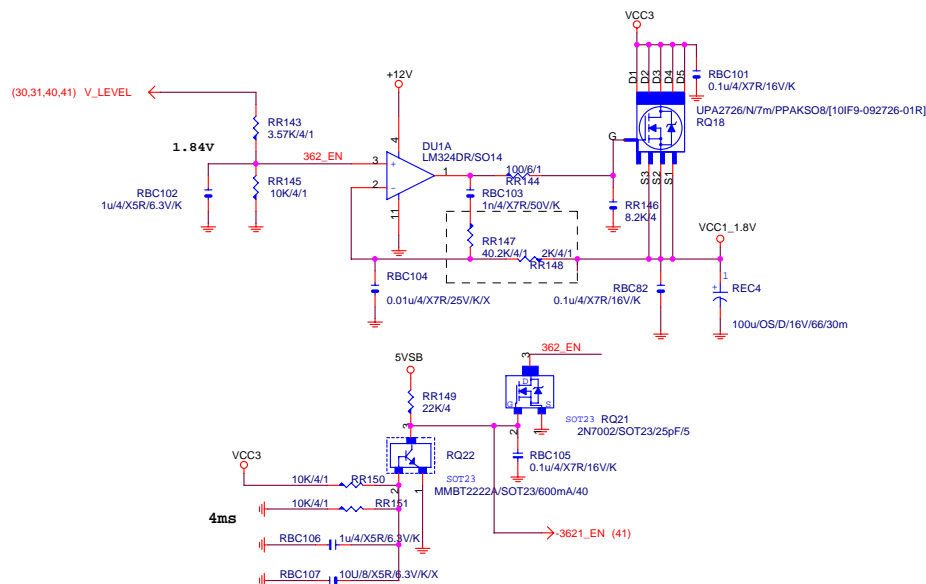 VCC3
D1
D2
D3
D4
D5
RBC101
0.1u/4/X7R/16V/K
(30,31,40,41) V_LEVEL
+12V
UPA2726/N/7m/PPAKSO8/[10IF9-092726-01R]
RQ18
RR143
3.57K/4/1
DU1A
LM324DR/SO14
4
G
1.84V
362_EN
3
+
1
100/6/1
RR144
S3
S2
S1
RBC102
1u/4/X5R/6.3V/K
RR145
10K/4/1
2
-
11
RBC103
1n/4/X7R/50V/K
RR146
8.2K/4
VCC1_1.8V
RR147
40.2K/4/1
2K/4/1
RR148
RBC104
0.01u/4/X7R/25V/K/X
RBC82
0.1u/4/X7R/16V/K
1
+
REC4
100u/OS/D/16V/66/30m
5VSB
3
362_EN
RR149
22K/4
D
G
S
SOT23
RQ21
2N7002/SOT23/25pF/5
3
2
1
RQ22
SOT23
MMBT2222A/SOT23/600mA/40
RBC105
0.1u/4/X7R/16V/K
VCC3
2
1
10K/4/1
RR150
10K/4/1
RR151
4ms
-3621_EN (41)
RBC106
1u/4/X5R/6.3V/K
RBC107
10U/8/X5R/6.3V/K/X